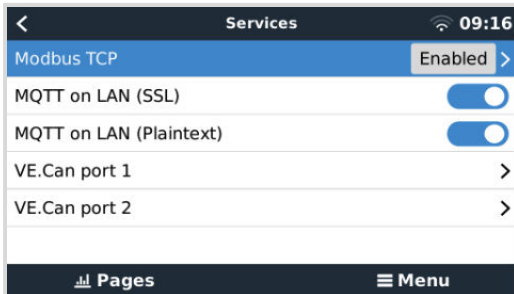 Services 09:16
Modbus TCP Enabled
MQTT on LAN (SSL)
MQTT on LAN (Plaintext)
VE.Can port 1
VE.Can port 2
Pages Menu